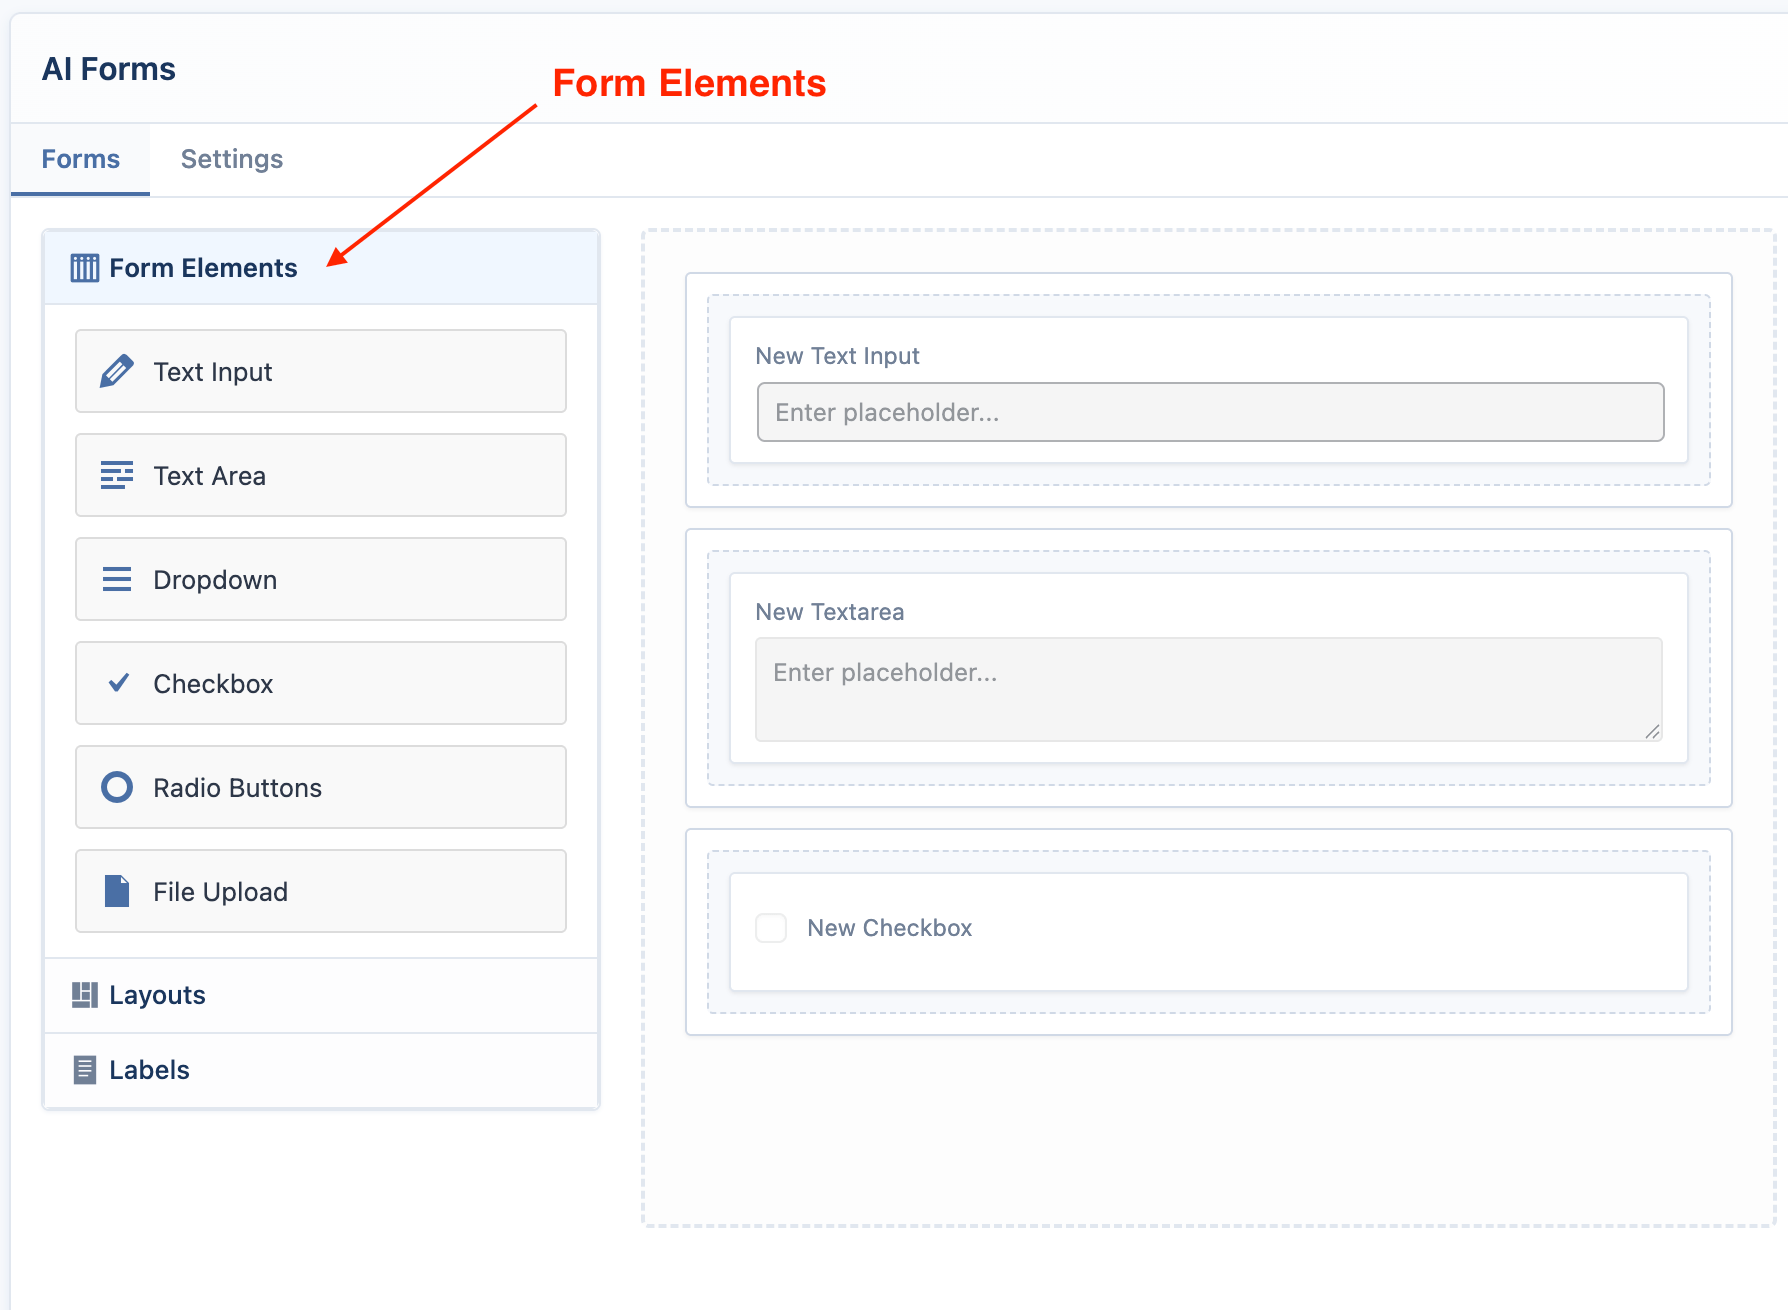 AI Forms
Form Elements
Forms
Settings
Form Elements
Text Input
Text Area
Dropdown
Checkbox
Radio Buttons
File Upload
Layouts
Labels
New Text Input
Enter placeholder...
New Textarea
Enter placeholder...
New Checkbox